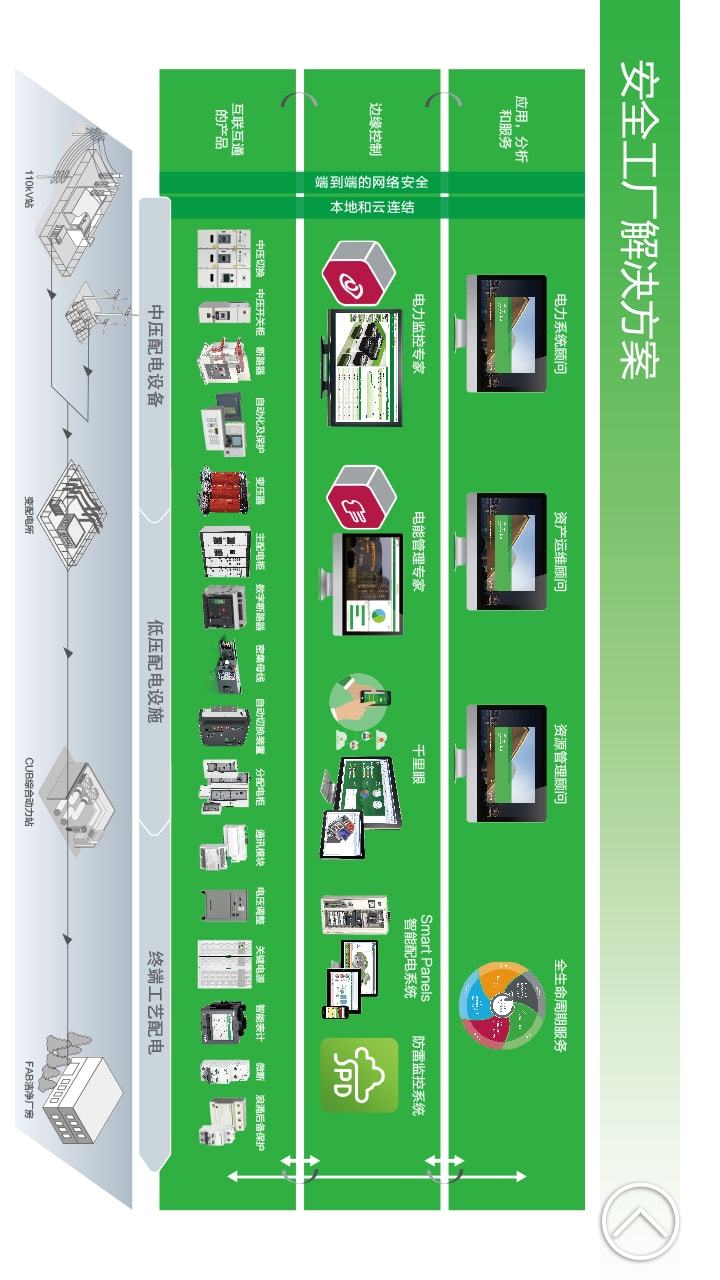 安全工厂解决方案
应用，分析
和服务
电力系统顾问
资产运维顾问
资源管理顾问
全生命周期服务
边缘控制
电力监控专家
电能管理专家
千里眼
Smart Panels
智能配电系统
防雷监控系统
SPD
端到端的网络安全
本地和云连结
互联互通
的产品
中压切换
中压开关柜
断路器
自动化及保护
变压器
主配电柜
数字断路器
密集母线
自动切换装置
分配电柜
通讯模块
电压调整
关键电源
智能表计
微断
浪涌后备保护
中压配电设备
低压配电设施
终端工艺配电
110kV站
变配电所
CUB综合动力站
FAB洁净厂房